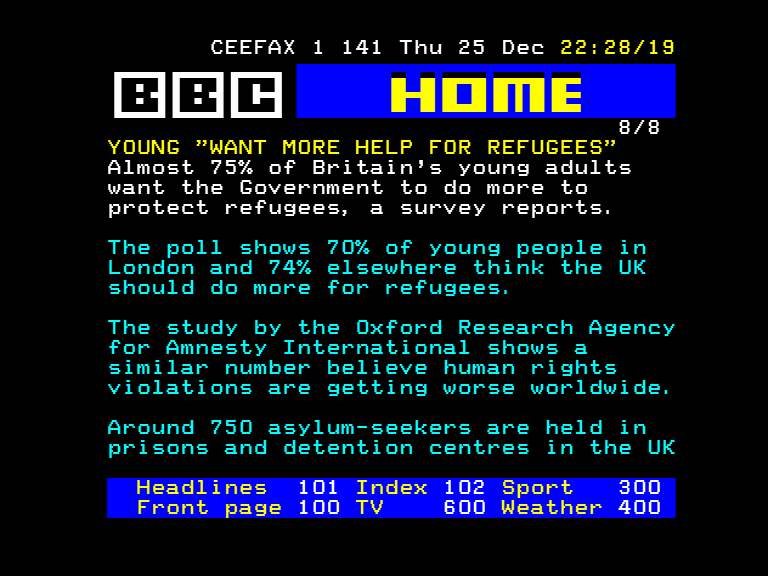 CEEFAX 1 141 Thu 25 Dec 22:28/19
BBC HOME
8/8
YOUNG "WANT MORE HELP FOR REFUGEES"
Almost 75% of Britain's young adults
want the Government to do more to
protect refugees, a survey reports.
The poll shows 70% of young people in
London and 74% elsewhere think the UK
should do more for refugees.
The study by the Oxford Research Agency
for Amnesty International shows a
similar number believe human rights
violations are getting worse worldwide.
Around 750 asylum-seekers are held in
prisons and detention centres in the UK
Headlines 101 Index 102 Sport 300
Front page 100 TV 600 Weather 400